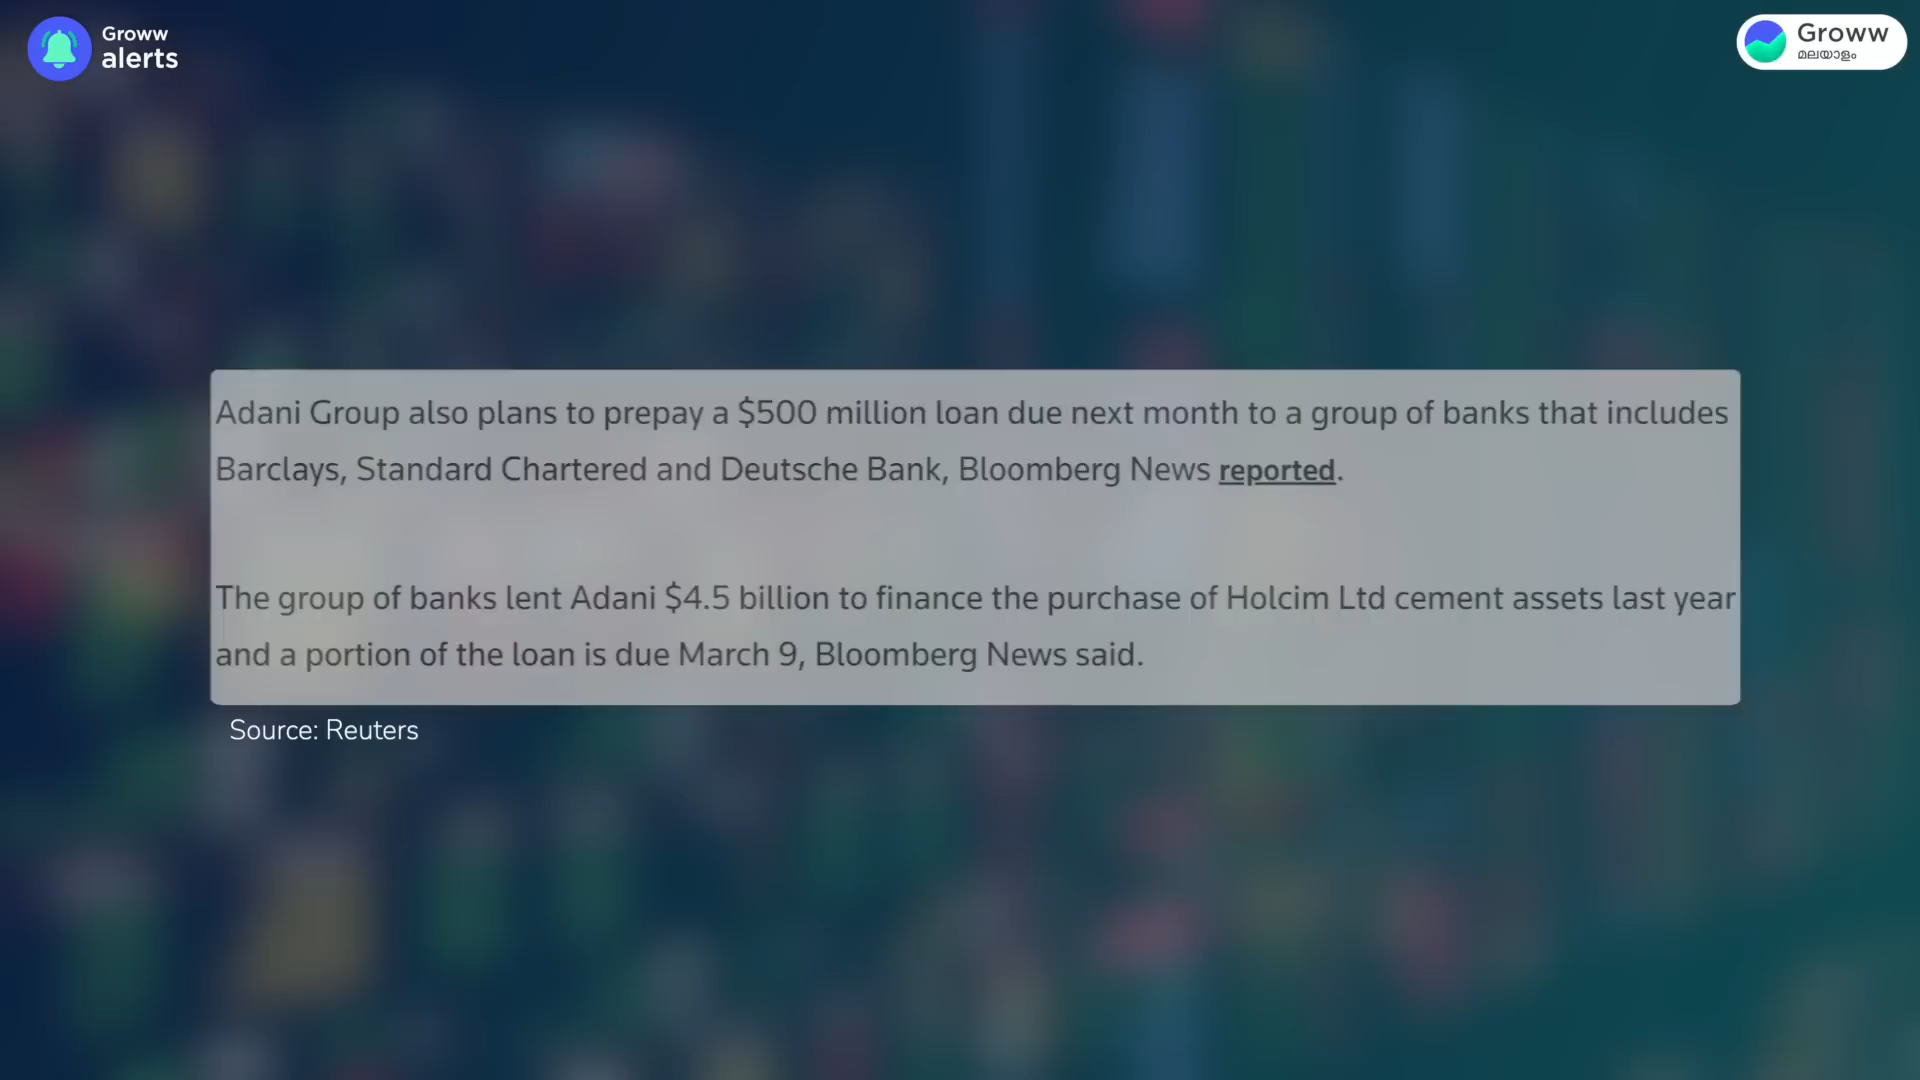 Groww
alerts
Groww
മലയാളം
Adani Group also plans to prepay a $500 million loan due next month to a group of banks that includes
Barclays, Standard Chartered and Deutsche Bank, Bloomberg News reported.
The group of banks lent Adani $4.5 billion to finance the purchase of Holcim Ltd cement assets last year
and a portion of the loan is due March 9, Bloomberg News said.
Source: Reuters